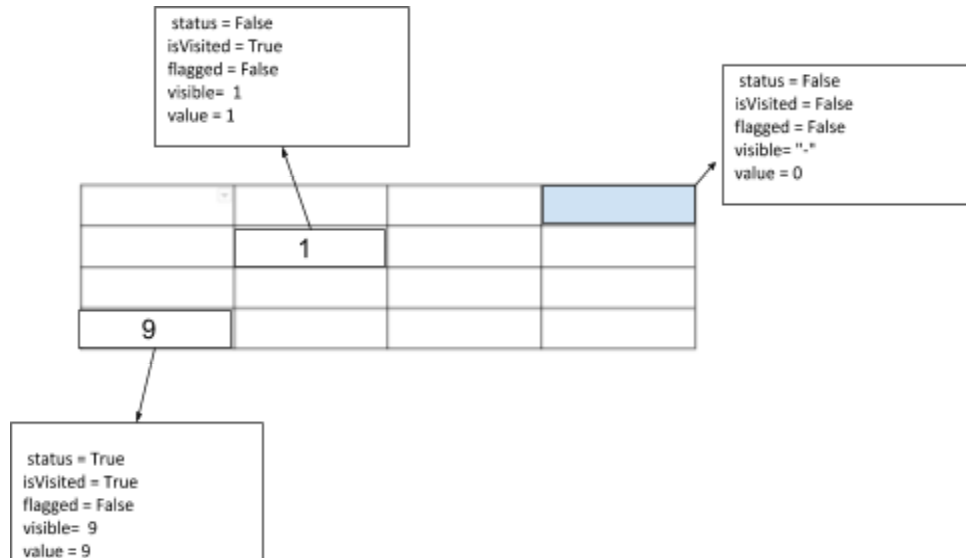 status = False
isVisited = True
flagged = False
visible= 1
value = 1
status = False
isVisited = False
flagged = False
visible= "-"
value = 0
1
9
status = True
isVisited = True
flagged = False
visible= 9
value = 9